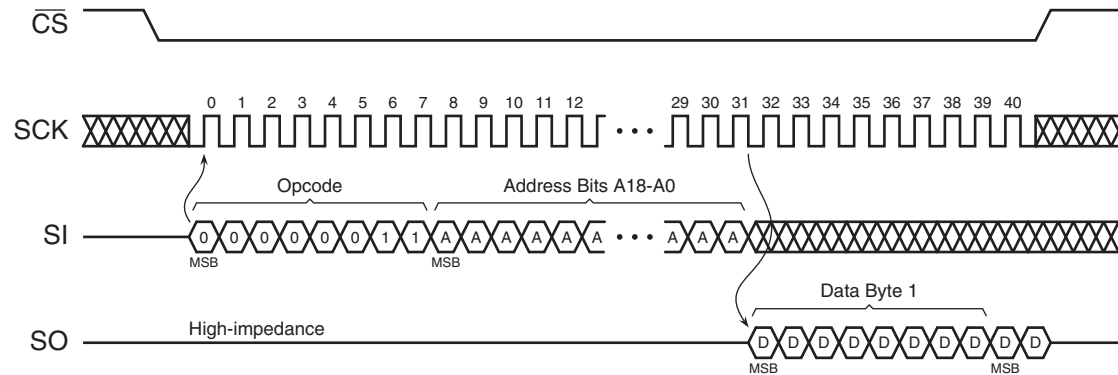 CS
0 1 2 3 4 5 6 7 8 9 10 11 12 29 30 31 32 33 34 35 36 37 38 39 40
SCK
Opcode Address Bits A18-A0
SI 0 0 0 0 0 0 1 1 A A A A A A A A A
MSB MSB
Data Byte 1
High-impedance
SO D D D D D D D D D D
MSB MSB